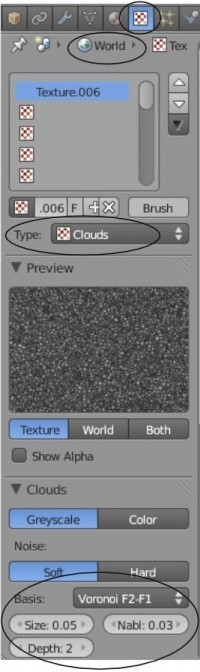 World Tex
Texture.006
.006 F Brush
Type: Clouds
Preview
Texture World Both
Show Alpha
Clouds
Greyscale Color
Noise:
Soft Hard
Basis: Voronoi F2-F1
Size: 0.05 Nabl: 0.03
Depth: 2